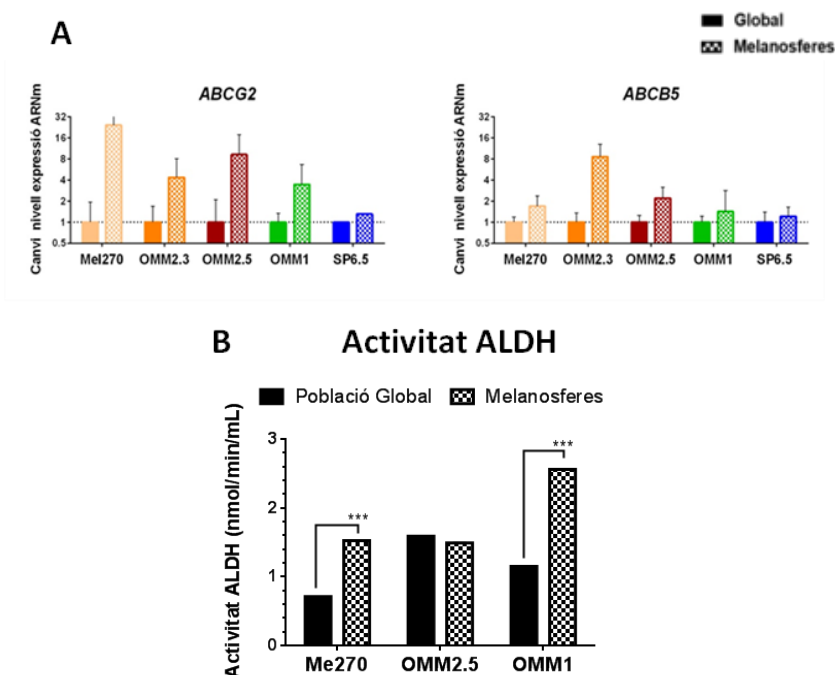 A
Global
Melanosferes
ABCG2
Canvi nivell expressió ARNm
32
16
8
4
2
1
0.5
Mel270 OMM2.3 OMM2.5 OMM1 SP6.5
ABCB5
Canvi nivell expressió ARNm
32
16
8
4
2
1
0.5
Mel270 OMM2.3 OMM2.5 OMM1 SP6.5
B
Activitat ALDH
Població Global Melanosferes
Activitat ALDH (nmol/min/mL)
3
2
1
0
***
***
Me270 OMM2.5 OMM1